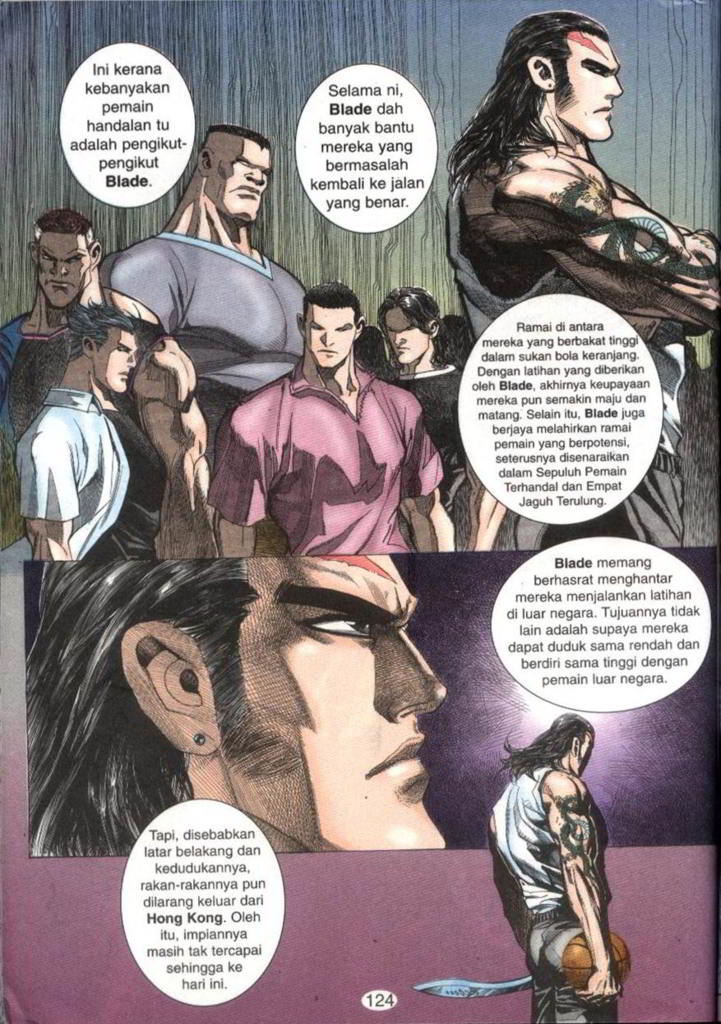 Ini kerana
kebanyakan
pemain
handalan tu
adalah pengikut-
pengikut
Blade.
Selama ni,
Blade dah
banyak bantu
mereka yang
bermasalah
kembali ke jalan
yang benar.
Ramai di antara
mereka yang berbakat tinggi
dalam sukan bola keranjang.
Dengan latihan yang diberikan
oleh Blade, akhirnya keupayaan
mereka pun semakin maju dan
matang. Selain itu, Blade juga
berjaya melahirkan ramai
pemain yang berpotensi,
seterusnya disenaraikan
dalam Sepuluh Pemain
Terhandal dan Empat
Jaguh Terulung.
Blade memang
berhasrat menghantar
mereka menjalankan latihan
di luar negara. Tujuannya tidak
lain adalah supaya mereka
dapat duduk sama rendah dan
berdiri sama tinggi dengan
pemain luar negara.
Tapi, disebabkan
latar belakang dan
kedudukannya,
rakan-rakannya pun
dilarang keluar dari
Hong Kong. Oleh
itu, impiannya
masih tak tercapai
sehingga ke
hari ini.
124